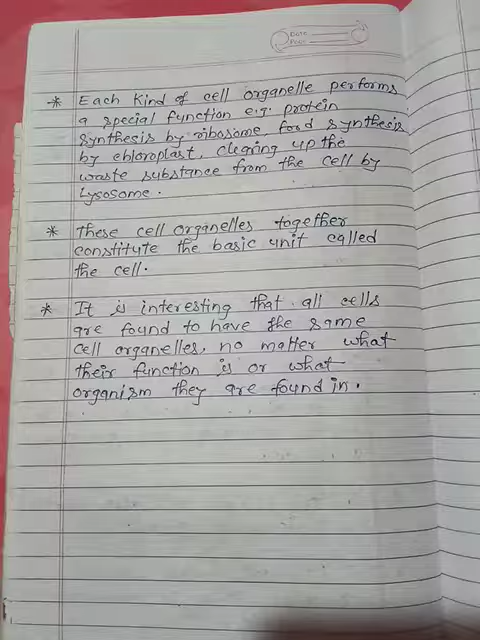 Date
Page
* Each kind of cell organelle performs
a special function e.g. protein
synthesis by ribosome, food synthesis
by chloroplast, clearing up the
waste substance from the cell by
Lysosome.
* These cell organelles together
constitute the basic unit called
the cell.
* It is interesting that all cells
are found to have the same
cell organelles, no matter what
their function is or what
organism they are found in.